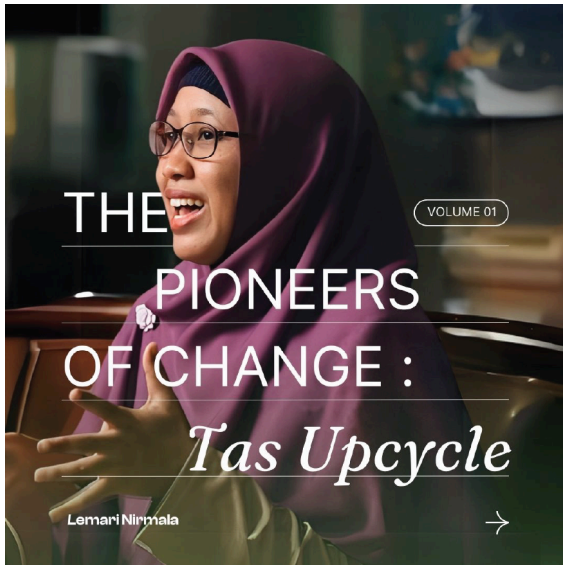 THE
VOLUME 01
PIONEERS
OF CHANGE :
Tas Upcycle
Lemari Nirmala